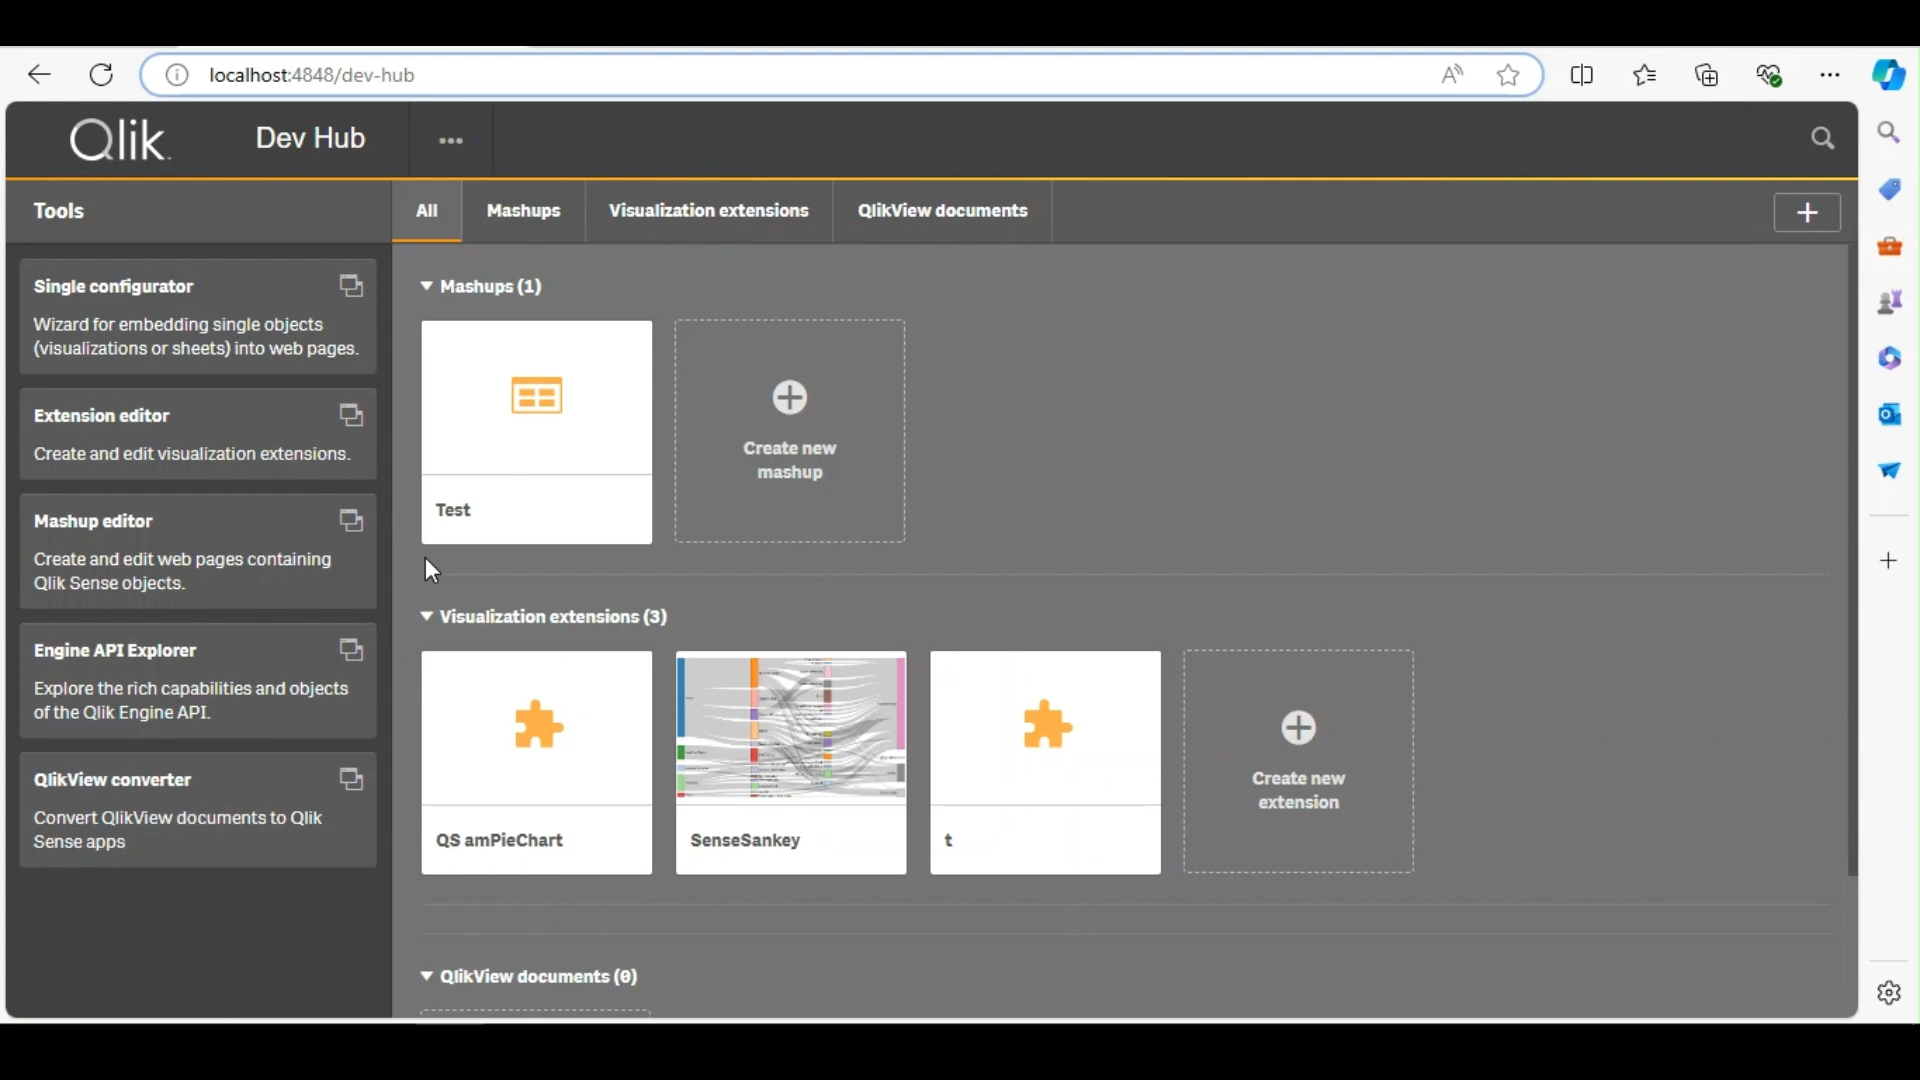 localhost:4848/dev-hub
Qlik
Dev Hub
Tools
All
Mashups
Visualization extensions
QlikView documents
Single configurator
Wizard for embedding single objects
(visualizations or sheets) into web pages.
Extension editor
Create and edit visualization extensions.
Mashup editor
Create and edit web pages containing
Qlik Sense objects.
Engine API Explorer
Explore the rich capabilities and objects
of the Qlik Engine API.
QlikView converter
Convert QlikView documents to Qlik
Sense apps
Mashups (1)
Test
Create new
mashup
Visualization extensions (3)
QS amPieChart
SenseSankey
t
Create new
extension
QlikView documents (0)